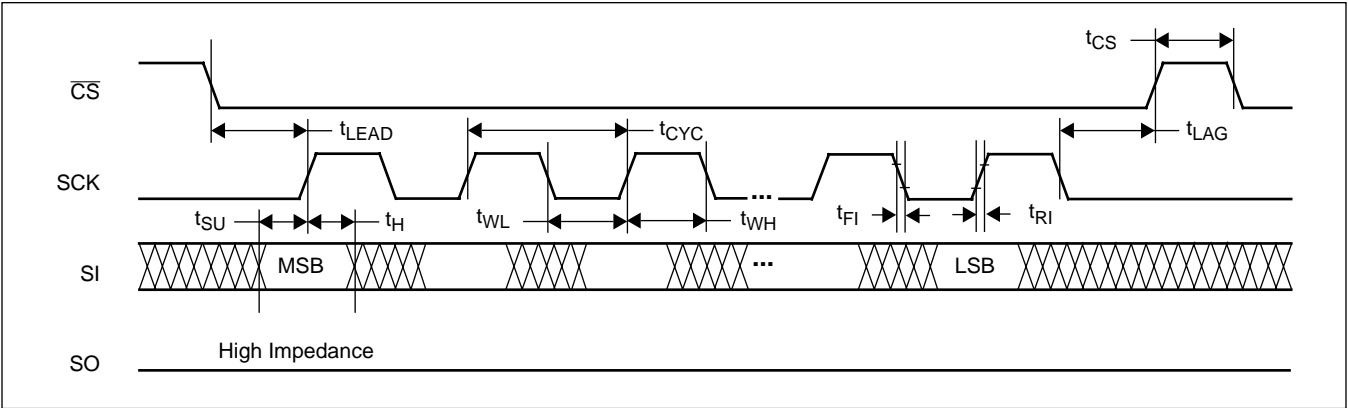 tCS
CS
tLEAD
tCYC
tLAG
SCK
tSU
tH
tWL
...
tWH
tFI
tRI
SI
MSB
...
LSB
High Impedance
SO